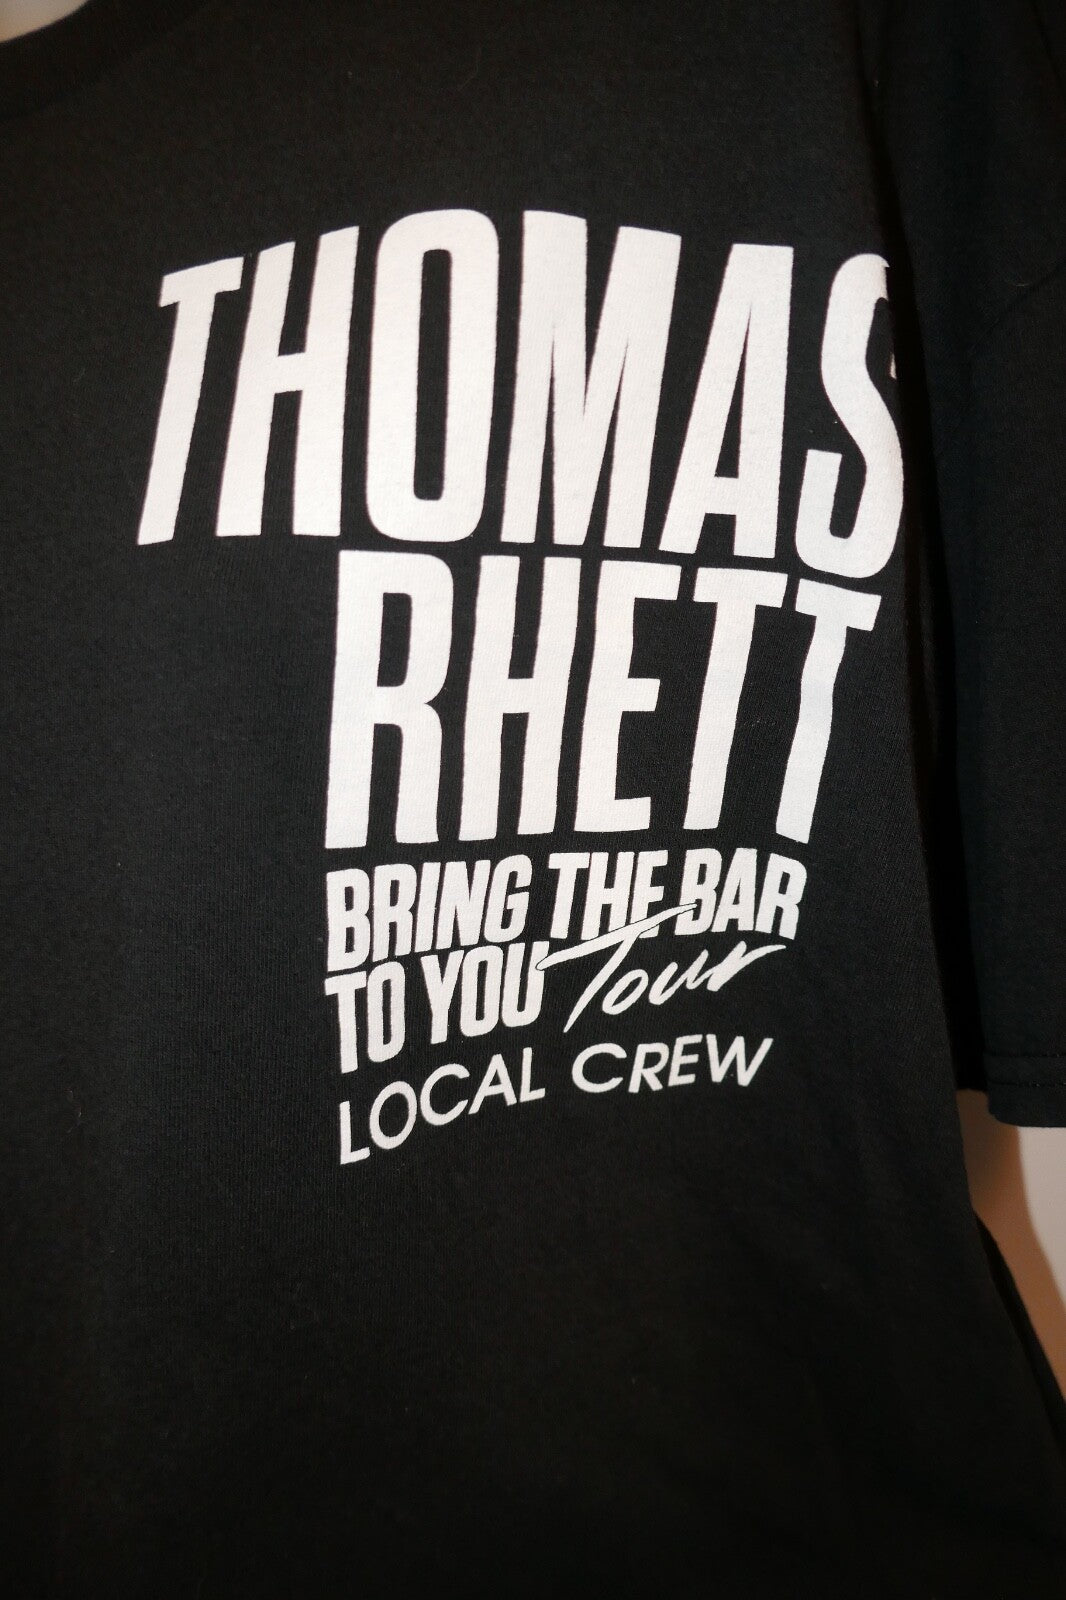 THOMAS
RHETT
BRING THE BAR
TO YOU Tour
LOCAL CREW